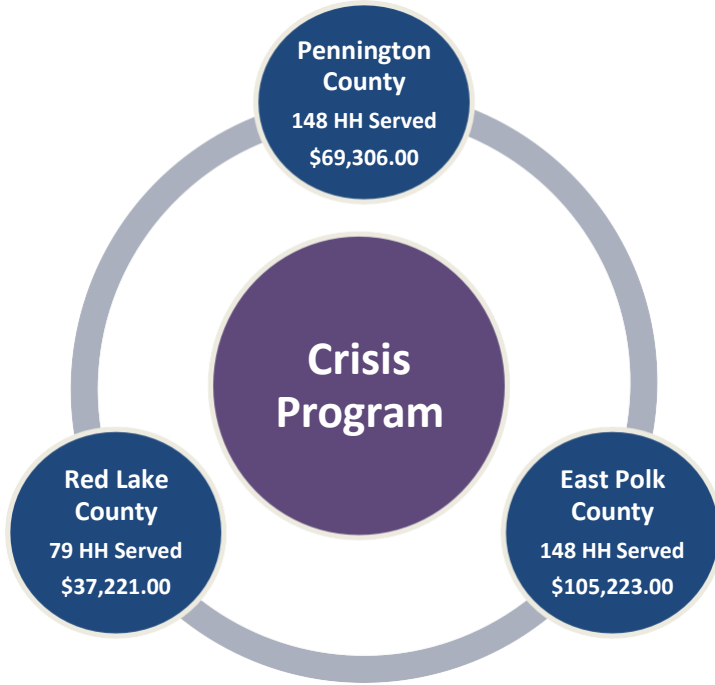 Pennington
County
148 HH Served
$69,306.00
Crisis
Program
Red Lake
County
79 HH Served
$37,221.00
East Polk
County
148 HH Served
$105,223.00